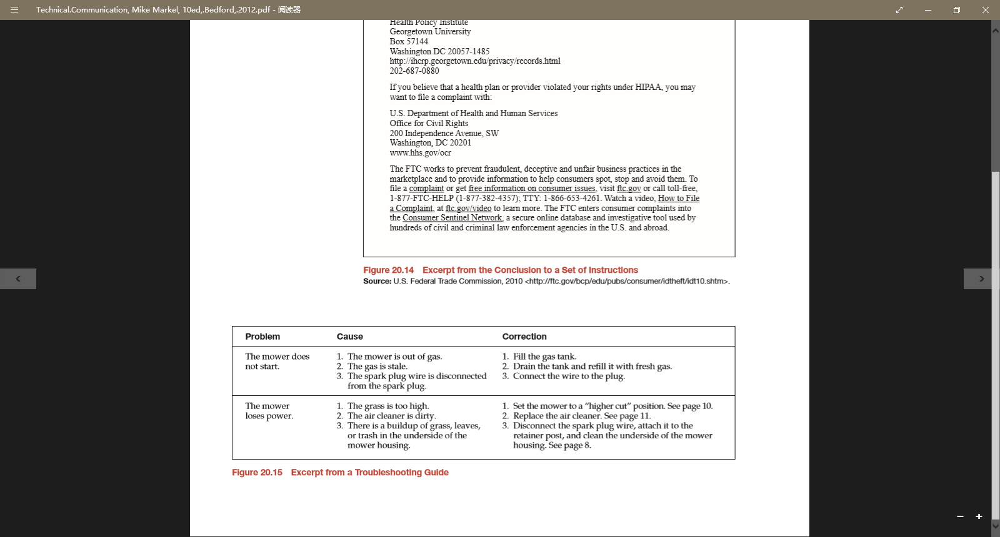 Technical.Communication, Mike Markel, 10ed,.Bedford,.2012.pdf - 阅读器
Health Policy Institute
Georgetown University
Box 57144
Washington DC 20057-1485
http://ihcrp.georgetown.edu/privacy/records.html
202-687-0880
If you believe that a health plan or provider violated your rights under HIPAA, you may
want to file a complaint with:
U.S. Department of Health and Human Services
Office for Civil Rights
200 Independence Avenue, SW
Washington, DC 20201
www.hhs.gov/ocr
The FTC works to prevent fraudulent, deceptive and unfair business practices in the
marketplace and to provide information to help consumers spot, stop and avoid them. To
file a complaint or get free information on consumer issues, visit ftc.gov or call toll-free,
1-877-FTC-HELP (1-877-382-4357); TTY: 1-866-653-4261. Watch a video, How to File
a Complaint, at ftc.gov/video to learn more. The FTC enters consumer complaints into
the Consumer Sentinel Network, a secure online database and investigative tool used by
hundreds of civil and criminal law enforcement agencies in the U.S. and abroad.
Figure 20.14 Excerpt from the Conclusion to a Set of Instructions
Source: U.S. Federal Trade Commission, 2010 <http://ftc.gov/bcp/edu/pubs/consumer/idtheft/idt10.shtm>.
Problem Cause Correction
The mower does
not start.
1. The mower is out of gas.
2. The gas is stale.
3. The spark plug wire is disconnected
from the spark plug.
1. Fill the gas tank.
2. Drain the tank and refill it with fresh gas.
3. Connect the wire to the plug.
The mower
loses power.
1. The grass is too high.
2. The air cleaner is dirty.
3. There is a buildup of grass, leaves,
or trash in the underside of the
mower housing.
1. Set the mower to a “higher cut” position. See page 10.
2. Replace the air cleaner. See page 11.
3. Disconnect the spark plug wire, attach it to the
retainer post, and clean the underside of the mower
housing. See page 8.
Figure 20.15 Excerpt from a Troubleshooting Guide